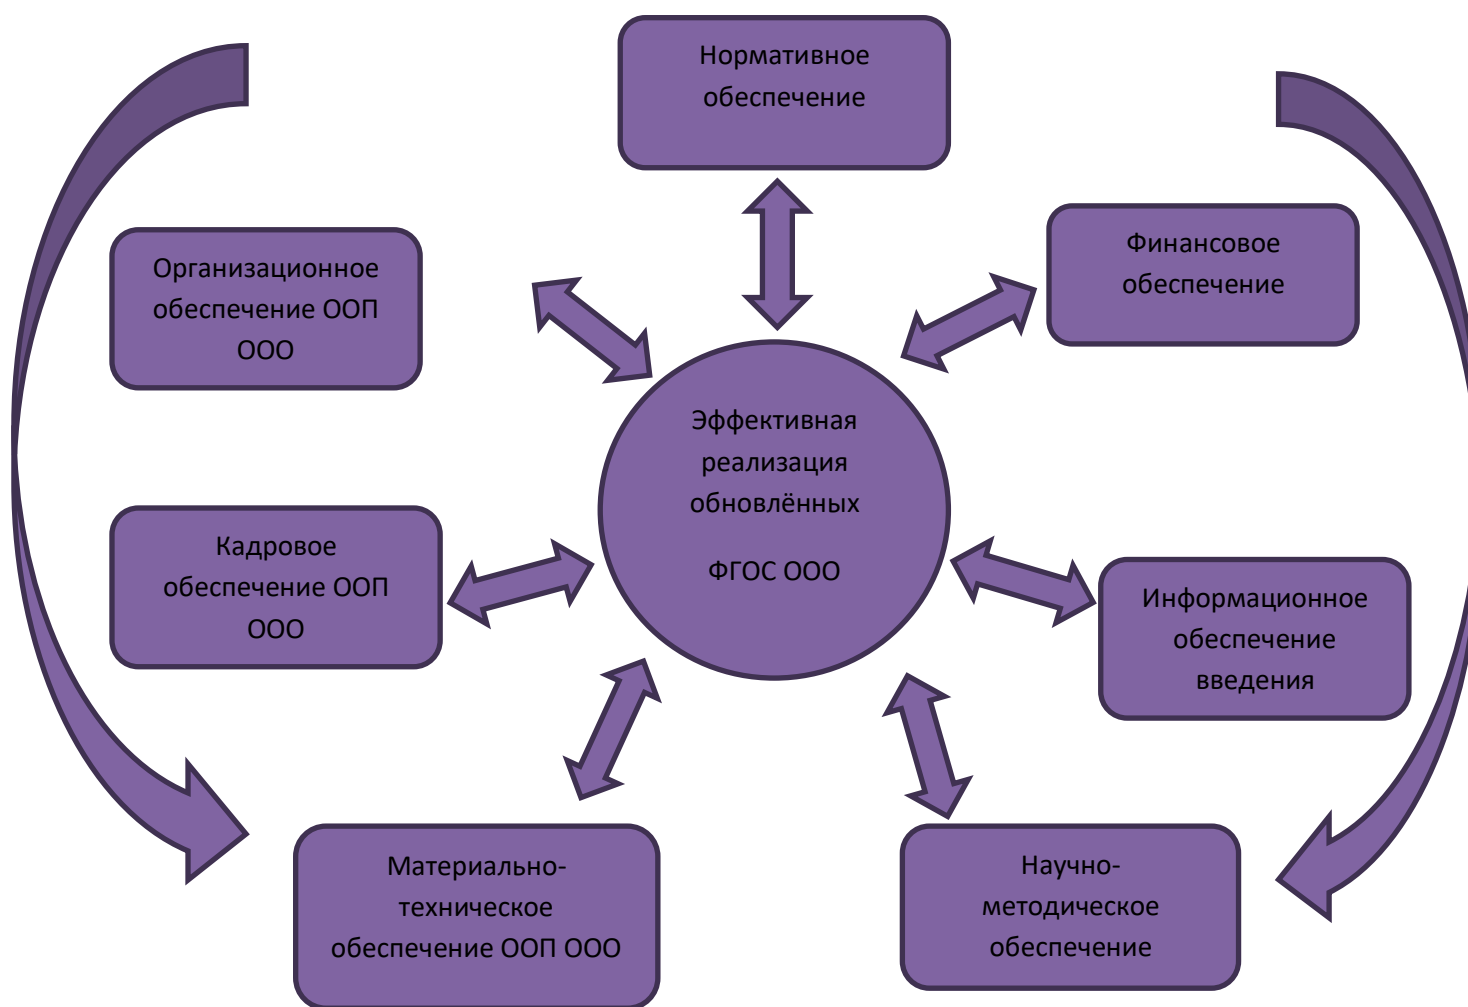 Нормативное
обеспечение
Финансовое
обеспечение
Организационное
обеспечение ООП
ООО
Эффективная
реализация
обновлённых
ФГОС ООО
Кадровое
обеспечение ООП
ООО
Информационное
обеспечение
введения
Материально-
техническое
обеспечение ООП ООО
Научно-
методическое
обеспечение